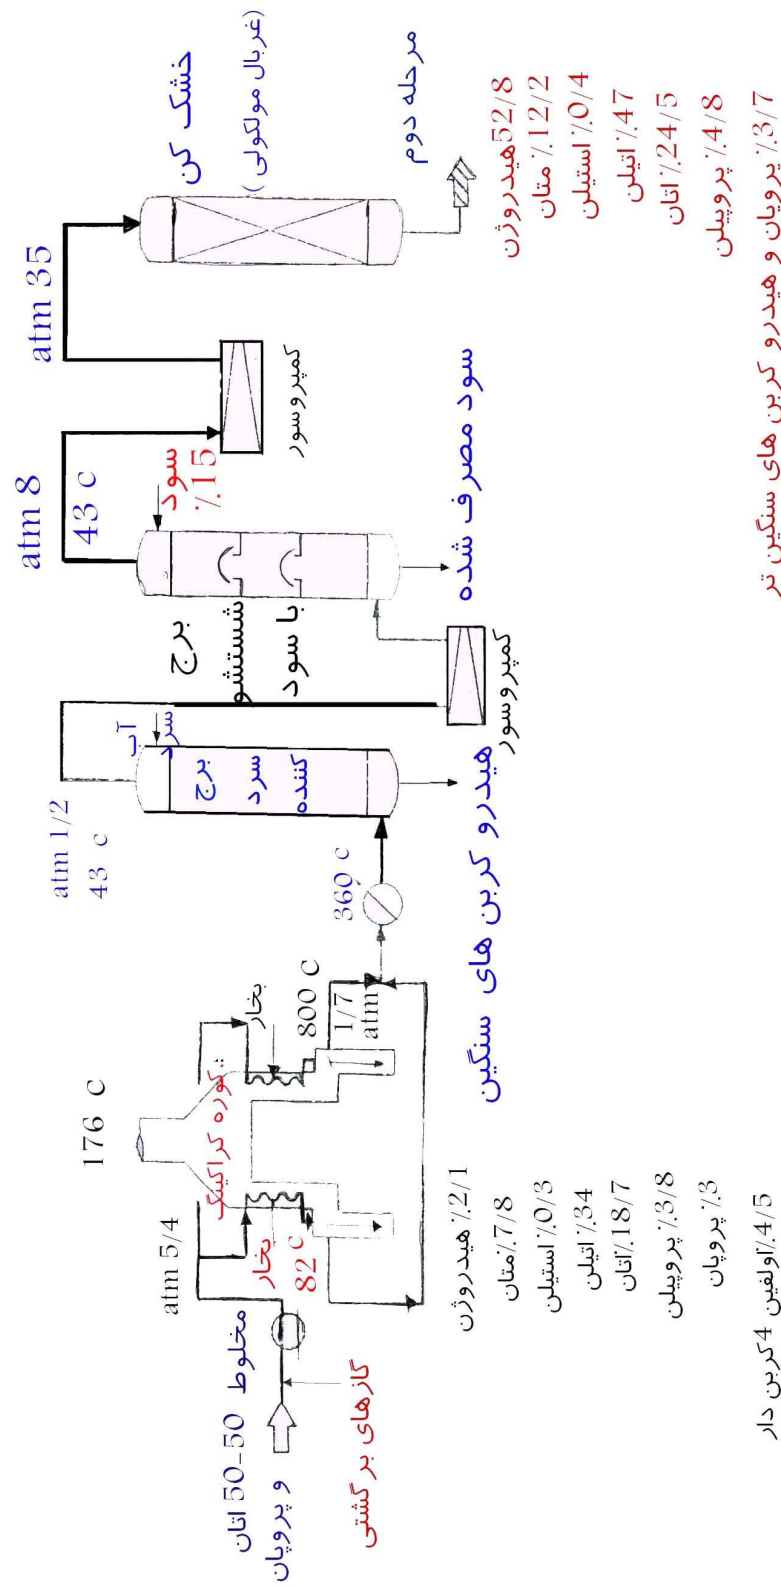 مخلوط 50-50 اتان
و پروپان
گازهای برگشتی
atm 5/4
176 c
کوره کراکینگ
بخار
بخار
82 c
800 c
1/7
atm
360 c
2/1٪ هیدروژن
7/8٪متان
0/3٪ استیلن
34٪ اتیلن
18/7٪اتان
3/8٪ پروپیلن
3٪ پروپان
4/5٪اولفین 4کربن دار
atm 1/2
43 c
آب
سرد
برج
سرد
کننده
هیدرو کربن های سنگین
کمپروسور
برج
شستشو
با سود
atm 8
43 c
سود
15٪
سود مصرف شده
کمپروسور
atm 35
خشک کن
(غربال مولکولی)
مرحله دوم
52/8هیدروژن
12/2٪ متان
0/4٪ استیلن
47٪ اتیلن
24/5٪ اتان
4/8٪ پروپیلن
3/7٪ پروپان و هیدرو کربن های سنگین تر